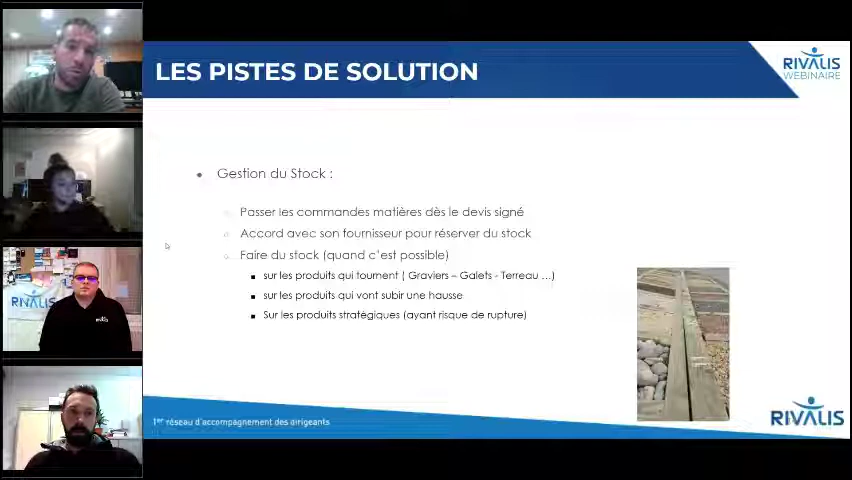 LES PISTES DE SOLUTION
RIVALIS
WEBINAIRE
Gestion du Stock :
Passer les commandes matières dès le devis signé
Accord avec son fournisseur pour réserver du stock
Faire du stock (quand c'est possible)
sur les produits qui tournent ( Graviers – Galets - Terreau ...)
sur les produits qui vont subir une hausse
Sur les produits stratégiques (ayant risque de rupture)
RIVALIS
1er réseau d'accompagnement des dirigeants
RIVALIS